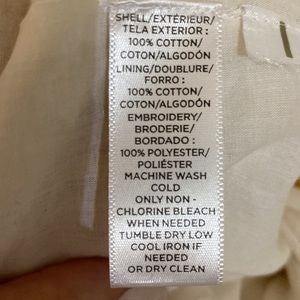 SHELL/EXTÉRIEUR/
TELA EXTERIOR :
100% COTTON/
COTON/ALGODÓN
LINING/DOUBLURE/
FORRO :
100% COTTON/
COTON/ALGODÓN
EMBROIDERY/
BRODERIE/
BORDADO :
100% POLYESTER/
POLIÉSTER
MACHINE WASH
COLD
ONLY NON -
CHLORINE BLEACH
WHEN NEEDED
TUMBLE DRY LOW
COOL IRON IF
NEEDED
OR DRY CLEAN